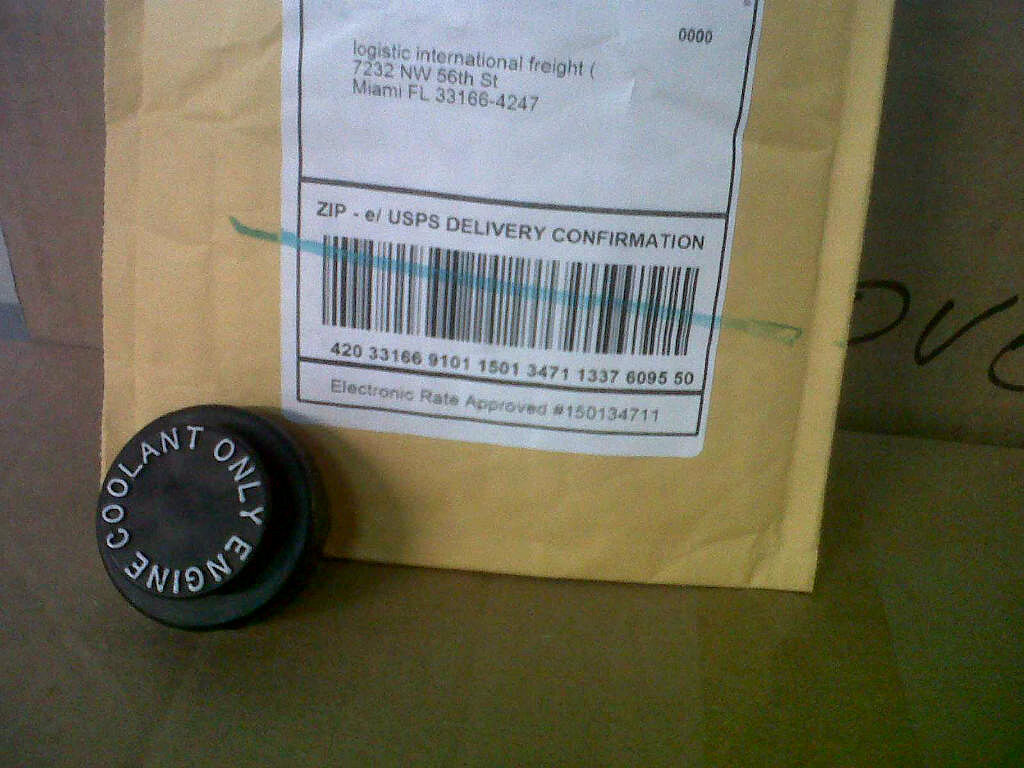 0000
logistic international freight (
7232 NW 56th St
Miami FL 33166-4247
ZIP - e/ USPS DELIVERY CONFIRMATION
420 33166 9101 1501 3471 1337 6095 50
Electronic Rate Approved #150134711
ENGINE COOLANT ONLY